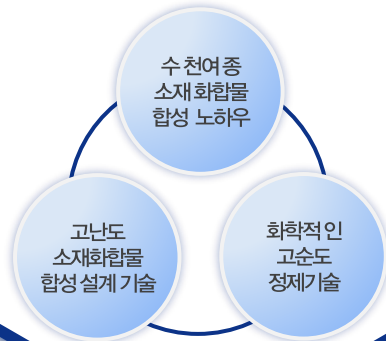 수 천여 종
소재 화합물
합성 노하우
고난도
소재화합물
합성 설계 기술
화학적 인
고순도
정제기술